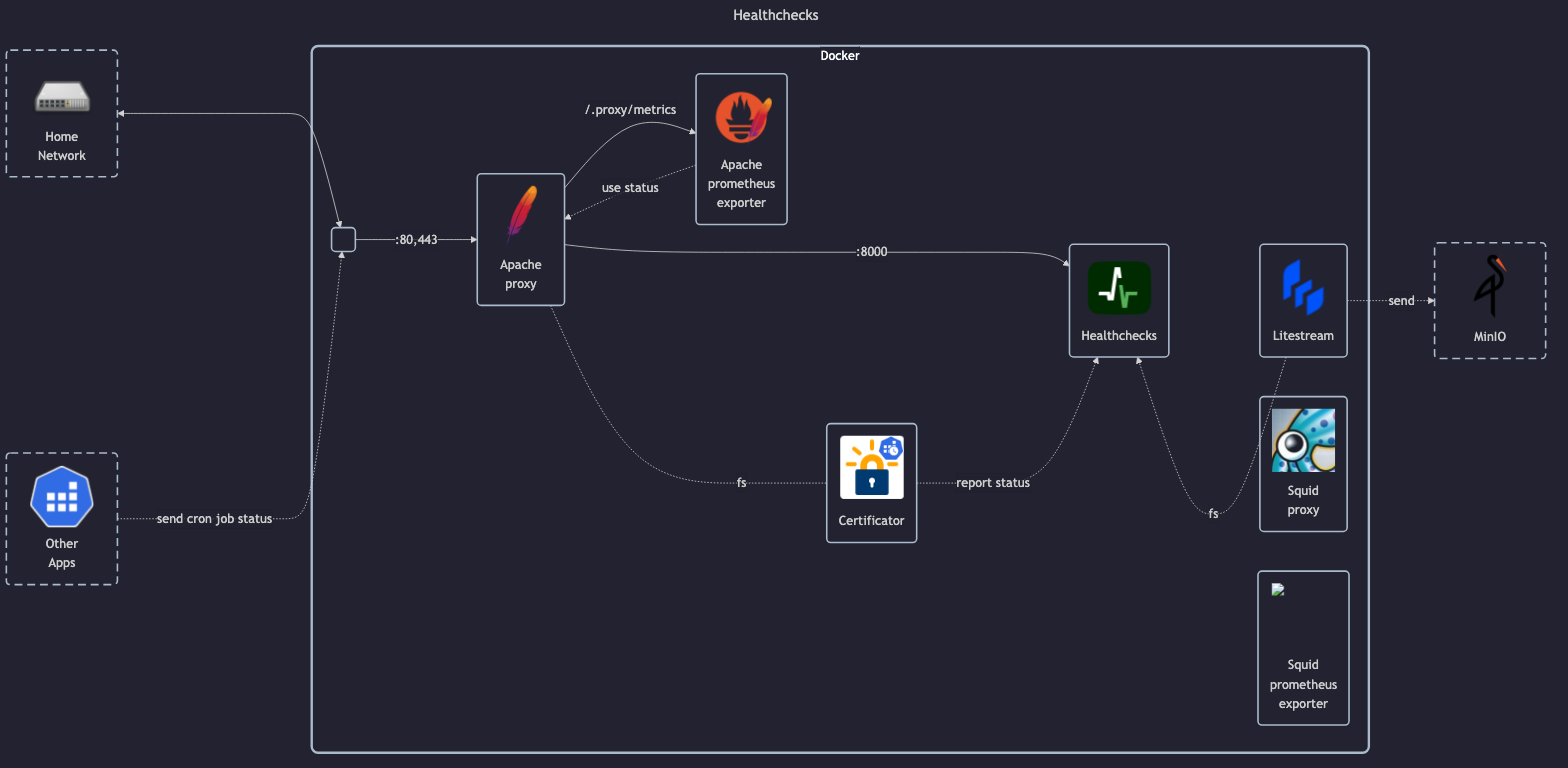 Healthchecks
Docker
Home
Network
/.proxy/metrics
Apache
prometheus
exporter
use status
:80,443
Apache
proxy
:8000
Healthchecks
Litestream
send
MinIO
Other
Apps
send cron job status
fs
Certificator
report status
fs
Squid
proxy
Squid
prometheus
exporter